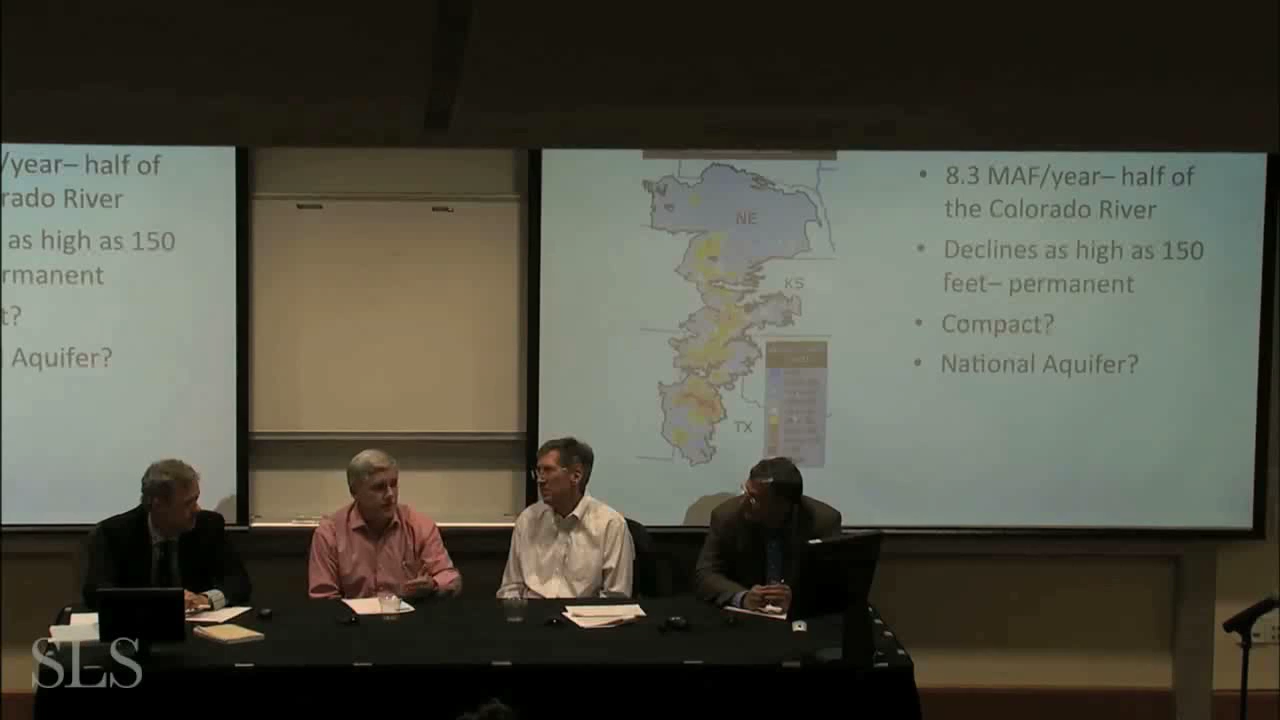 /year– half of
rado River
as high as 150
rmanent
t?
Aquifer?
NE
KS
TX
• 8.3 MAF/year– half of
the Colorado River
• Declines as high as 150
feet– permanent
• Compact?
• National Aquifer?
SLS